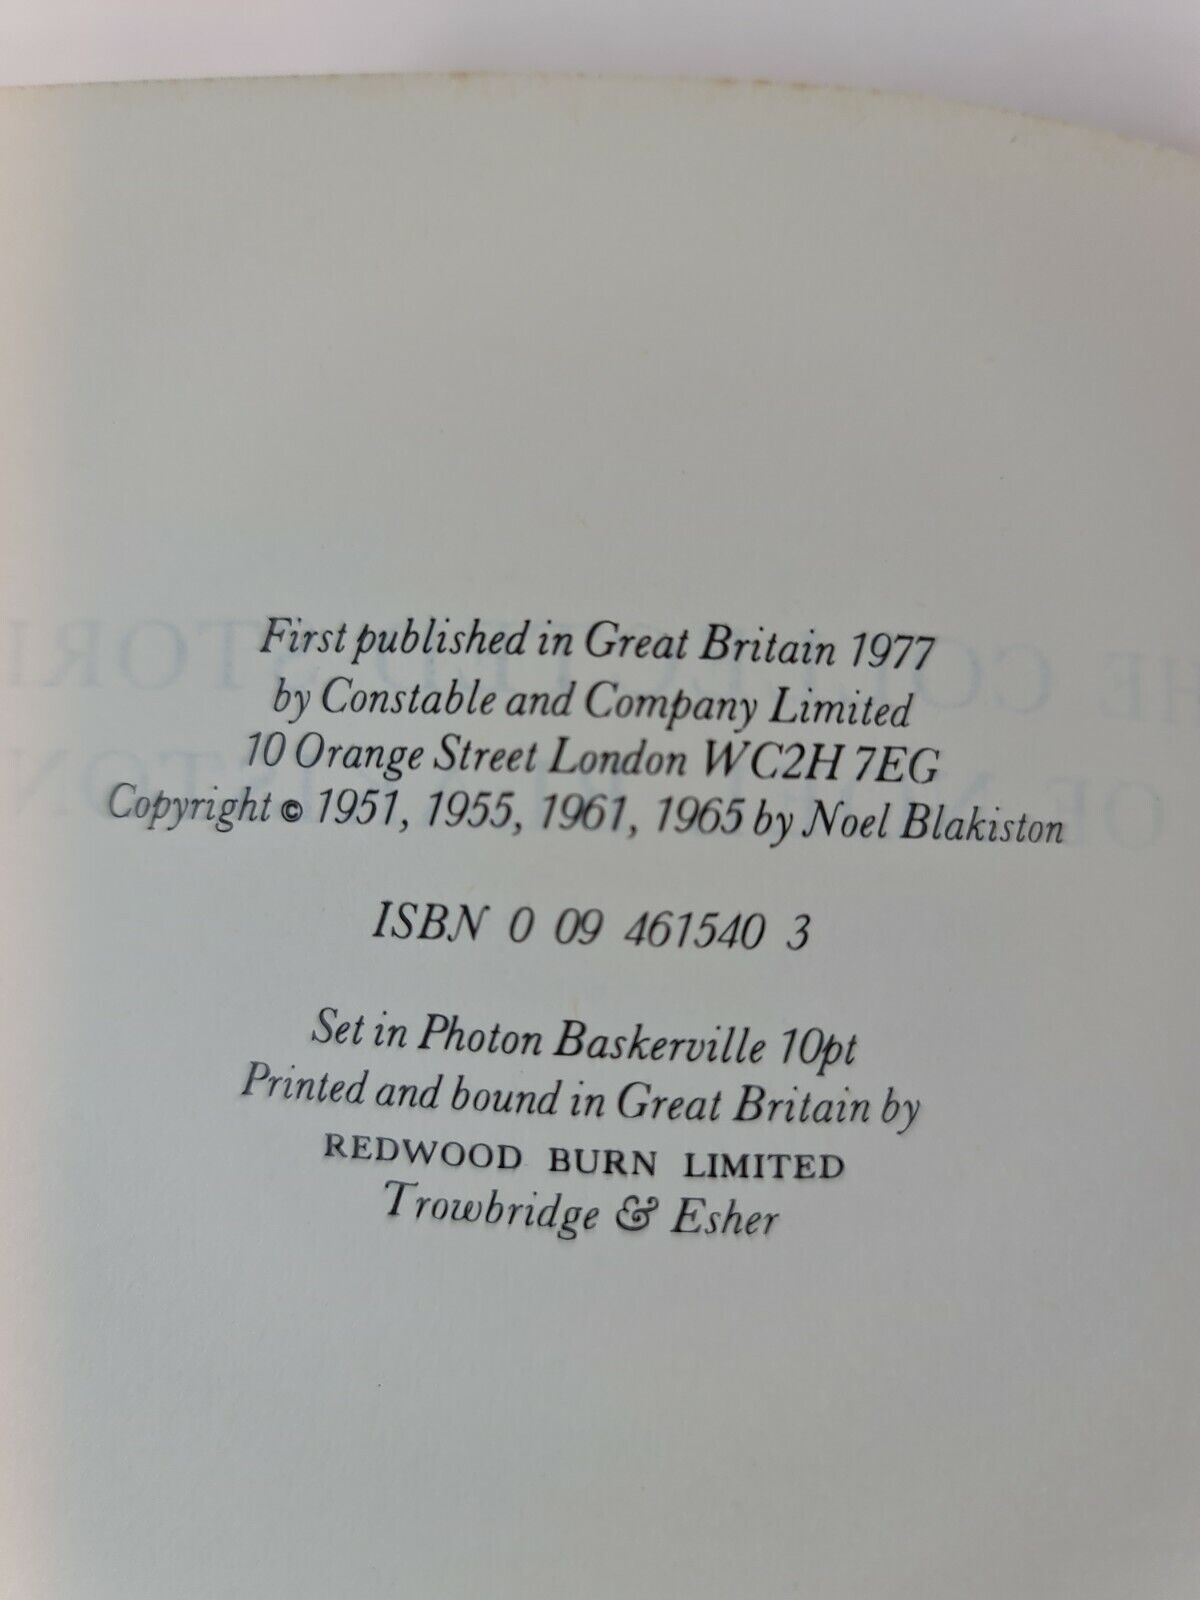 First published in Great Britain 1977
by Constable and Company Limited
10 Orange Street London WC2H 7EG
Copyright © 1951, 1955, 1961, 1965 by Noel Blakiston
ISBN 0 09 461540 3
Set in Photon Baskerville 10pt
Printed and bound in Great Britain by
REDWOOD BURN LIMITED
Trowbridge & Esher